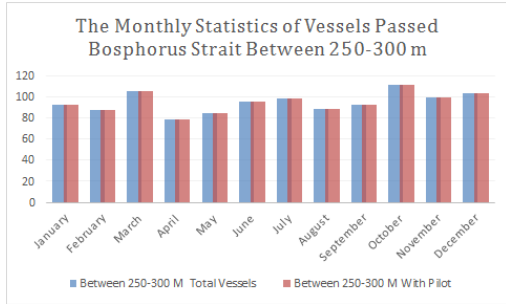 The Monthly Statistics of Vessels Passed
Bosphorus Strait Between 250-300 m
120
100
80
60
40
20
0
January
February
March
April
May
June
July
August
September
October
November
December
Between 250-300 M Total Vessels
Between 250-300 M With Pilot